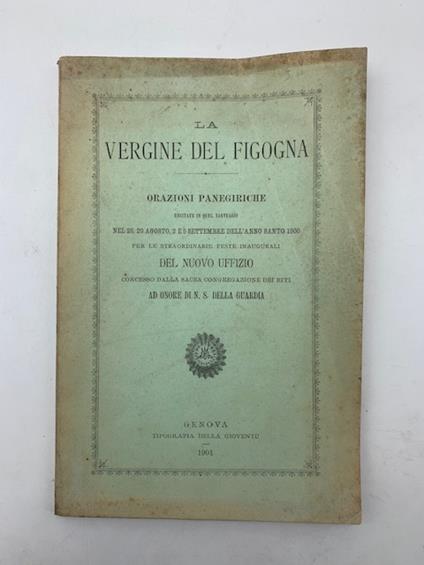 LA
VERGINE DEL FIGOGNA
ORAZIONI PANEGIRICHE
RECITATE IN QUEL SANTUARIO
NEL 28, 29 AGOSTO, 2 E 8 SETTEMBRE DELL'ANNO SANTO 1900
PER LE STRAORDINARIE FESTE INAUGURALI
DEL NUOVO UFFIZIO
CONCESSO DALLA SACRA CONGREGAZIONE DEI RITI
AD ONORE DI N. S. DELLA GUARDIA
GENOVA
TIPOGRAFIA DELLA GIOVENTÙ
1901